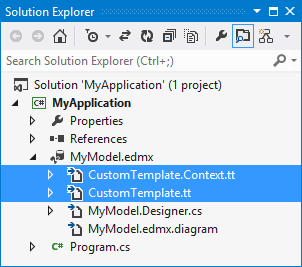 Solution Explorer
Search Solution Explorer (Ctrl+;)
Solution 'MyApplication' (1 project)
C# MyApplication
Properties
References
MyModel.edmx
CustomTemplate.Context.tt
CustomTemplate.tt
MyModel.Designer.cs
MyModel.edmx.diagram
C# Program.cs